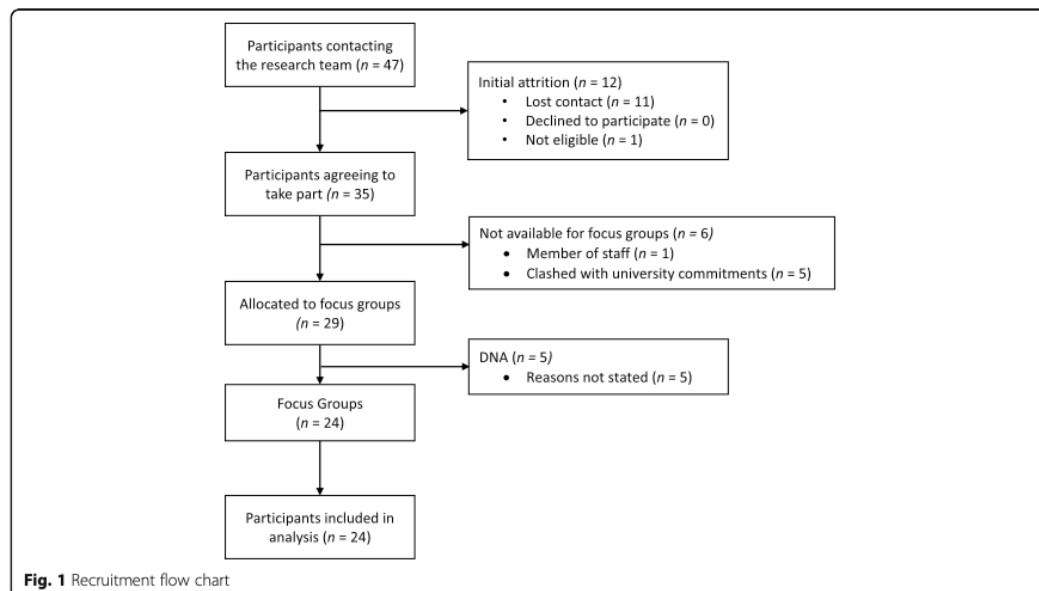 Participants contacting
the research team (n = 47)
Initial attrition (n = 12)
• Lost contact (n = 11)
• Declined to participate (n = 0)
• Not eligible (n = 1)
Participants agreeing to
take part (n = 35)
Not available for focus groups (n = 6)
• Member of staff (n = 1)
• Clashed with university commitments (n = 5)
Allocated to focus groups
(n = 29)
DNA (n = 5)
• Reasons not stated (n = 5)
Focus Groups
(n = 24)
Participants included in
analysis (n = 24)
Fig. 1 Recruitment flow chart